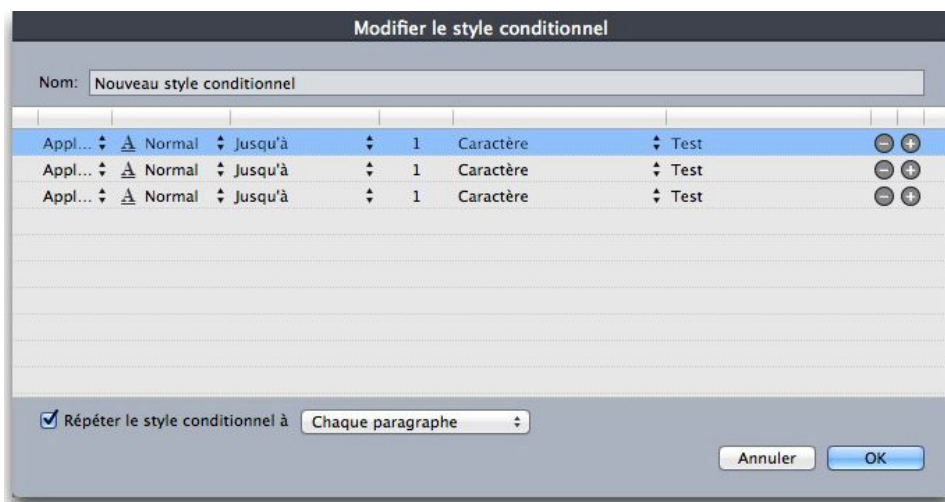 Modifier le style conditionnel
Nom: Nouveau style conditionnel
Appl... A Normal Jusqu'à 1 Caractère Test
Appl... A Normal Jusqu'à 1 Caractère Test
Appl... A Normal Jusqu'à 1 Caractère Test
Répéter le style conditionnel à Chaque paragraphe
Annuler OK